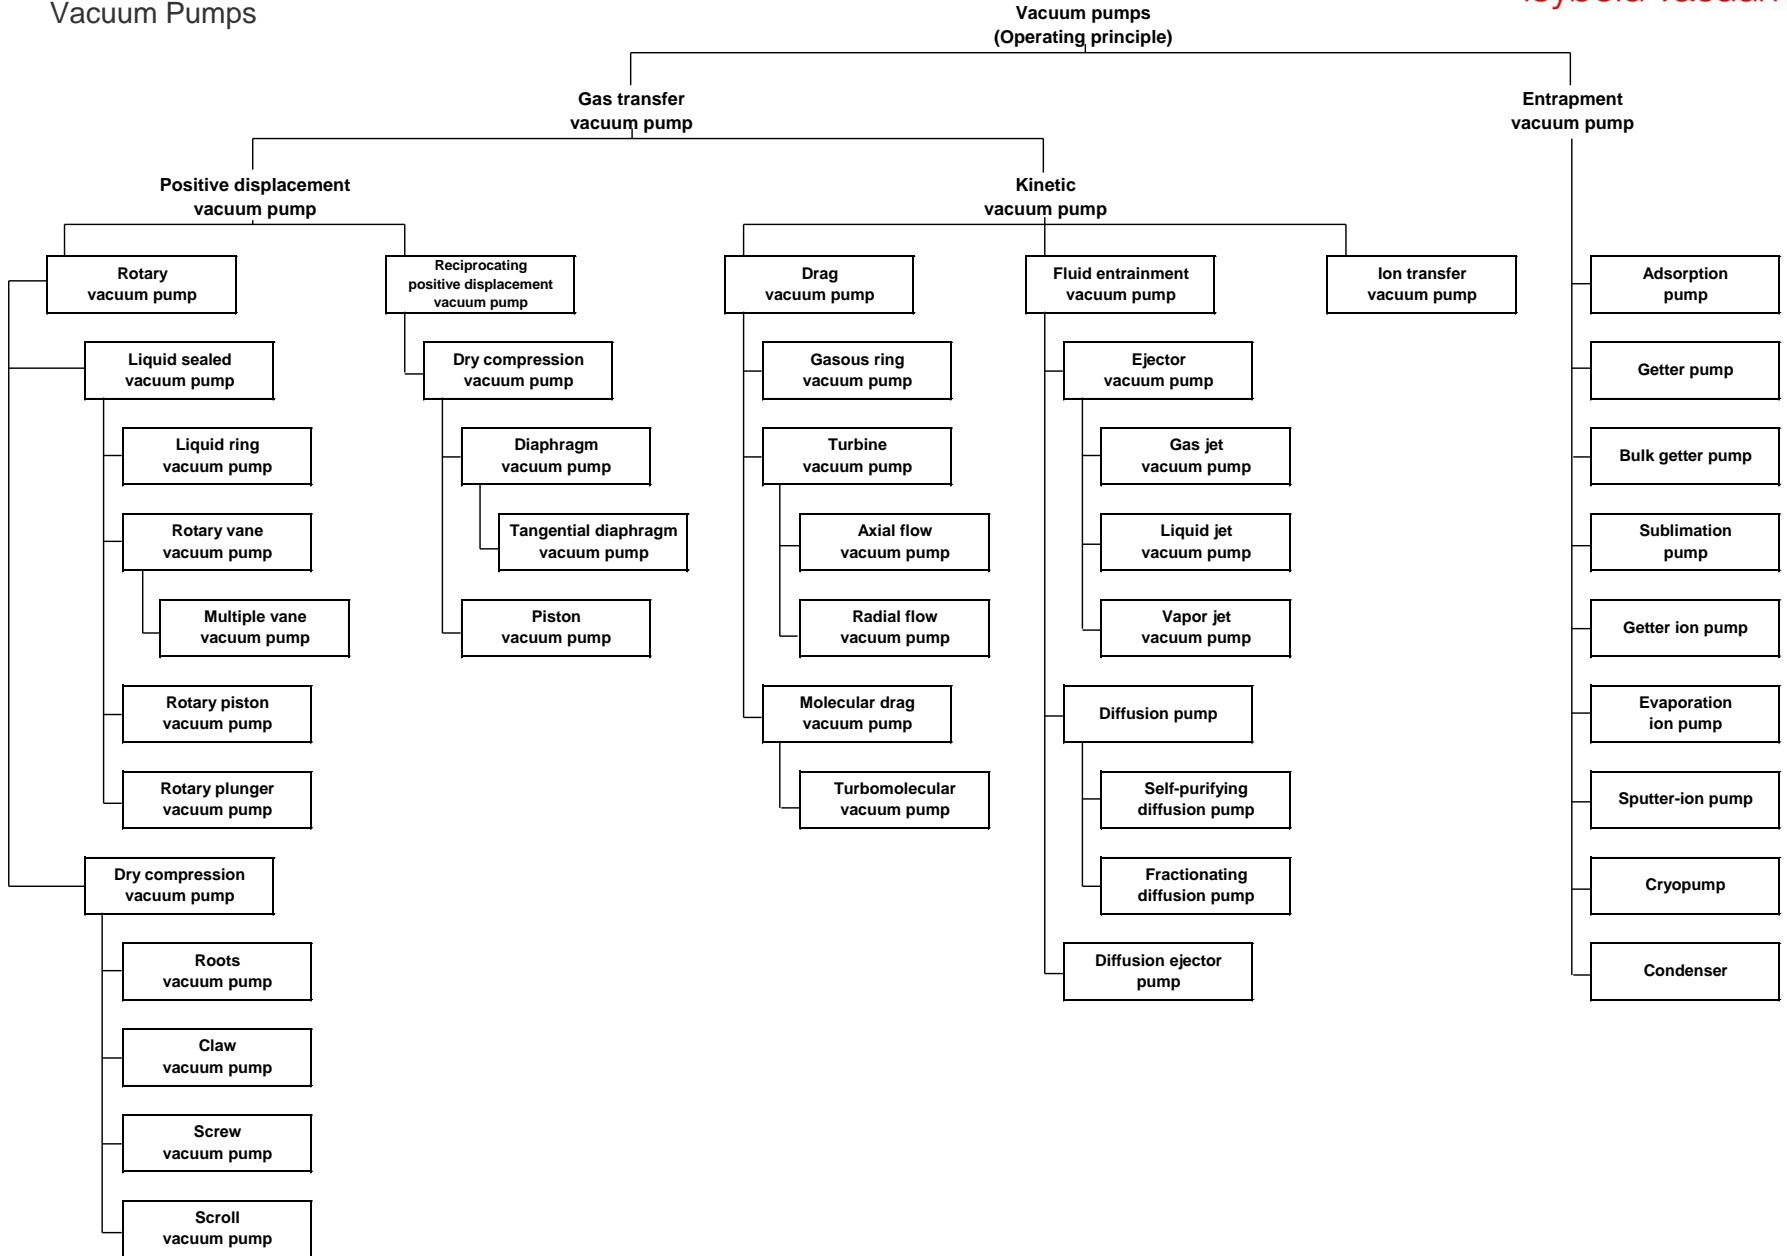 Vacuum Pumps
Vacuum pumps
(Operating principle)
Gas transfer
vacuum pump
Entrapment
vacuum pump
Positive displacement
vacuum pump
Kinetic
vacuum pump
Rotary
vacuum pump
Liquid sealed
vacuum pump
Liquid ring
vacuum pump
Rotary vane
vacuum pump
Multiple vane
vacuum pump
Rotary piston
vacuum pump
Rotary plunger
vacuum pump
Dry compression
vacuum pump
Roots
vacuum pump
Claw
vacuum pump
Screw
vacuum pump
Scroll
vacuum pump
Reciprocating
positive displacement
vacuum pump
Dry compression
vacuum pump
Diaphragm
vacuum pump
Tangential diaphragm
vacuum pump
Piston
vacuum pump
Drag
vacuum pump
Gasous ring
vacuum pump
Turbine
vacuum pump
Axial flow
vacuum pump
Radial flow
vacuum pump
Molecular drag
vacuum pump
Turbomolecular
vacuum pump
Fluid entrainment
vacuum pump
Ejector
vacuum pump
Gas jet
vacuum pump
Liquid jet
vacuum pump
Vapor jet
vacuum pump
Diffusion pump
Self-purifying
diffusion pump
Fractionating
diffusion pump
Diffusion ejector
pump
Ion transfer
vacuum pump
Adsorption
pump
Getter pump
Bulk getter pump
Sublimation
pump
Getter ion pump
Evaporation
ion pump
Sputter-ion pump
Cryopump
Condenser